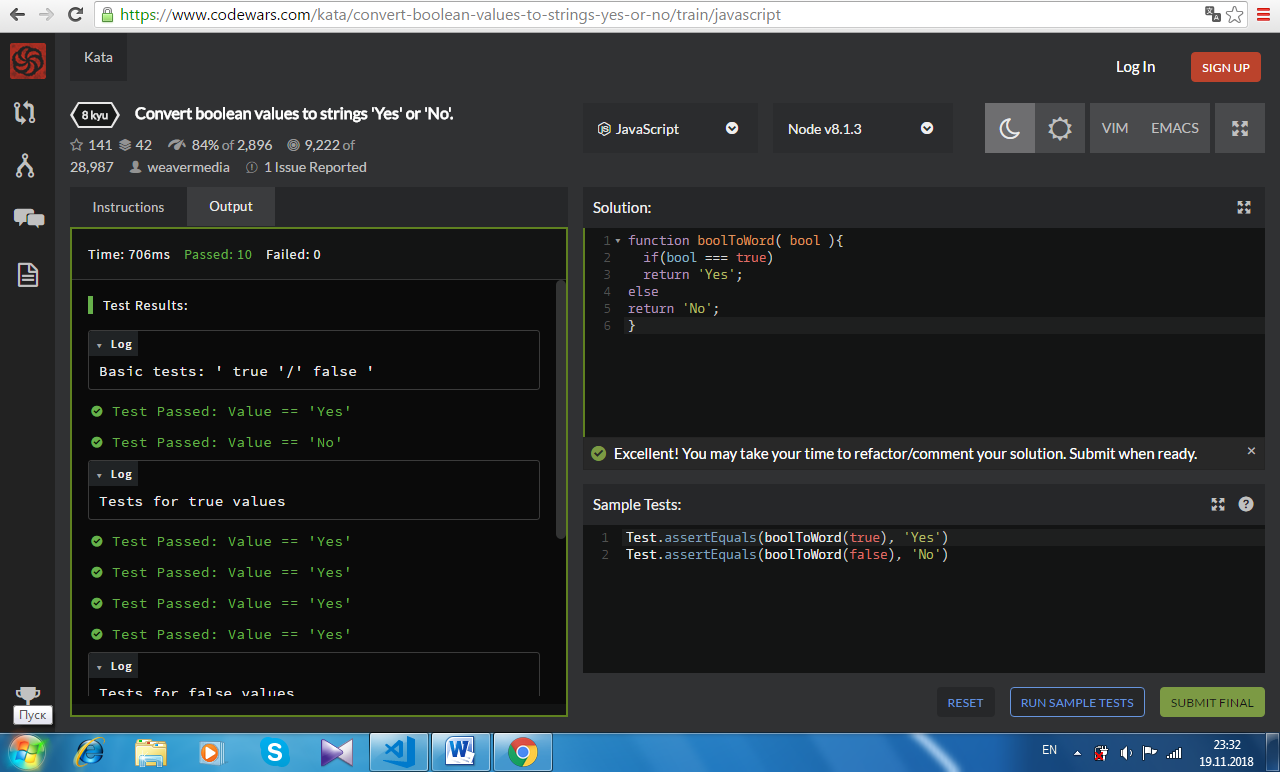 https://www.codewars.com/kata/convert-boolean-values-to-strings-yes-or-no/train/javascript
Kata
Log In
SIGN UP
8 kyu
Convert boolean values to strings 'Yes' or 'No'.
141 42 84% of 2,896 9,222 of
28,987 weavermedia 1 Issue Reported
JavaScript
Node v8.1.3
VIM EMACS
Instructions Output
Time: 706ms Passed: 10 Failed: 0
Test Results:
Log
Basic tests: ' true '/' false '
Test Passed: Value == 'Yes'
Test Passed: Value == 'No'
Log
Tests for true values
Test Passed: Value == 'Yes'
Test Passed: Value == 'Yes'
Test Passed: Value == 'Yes'
Test Passed: Value == 'Yes'
Log
Tests for false values
Solution:
1 function boolToWord( bool ){
2 if(bool === true)
3 return 'Yes';
4 else
5 return 'No';
6 }
Excellent! You may take your time to refactor/comment your solution. Submit when ready.
Sample Tests:
1 Test.assertEquals(boolToWord(true), 'Yes')
2 Test.assertEquals(boolToWord(false), 'No')
RESET
RUN SAMPLE TESTS
SUBMIT FINAL
Пуск
EN
23:32
19.11.2018